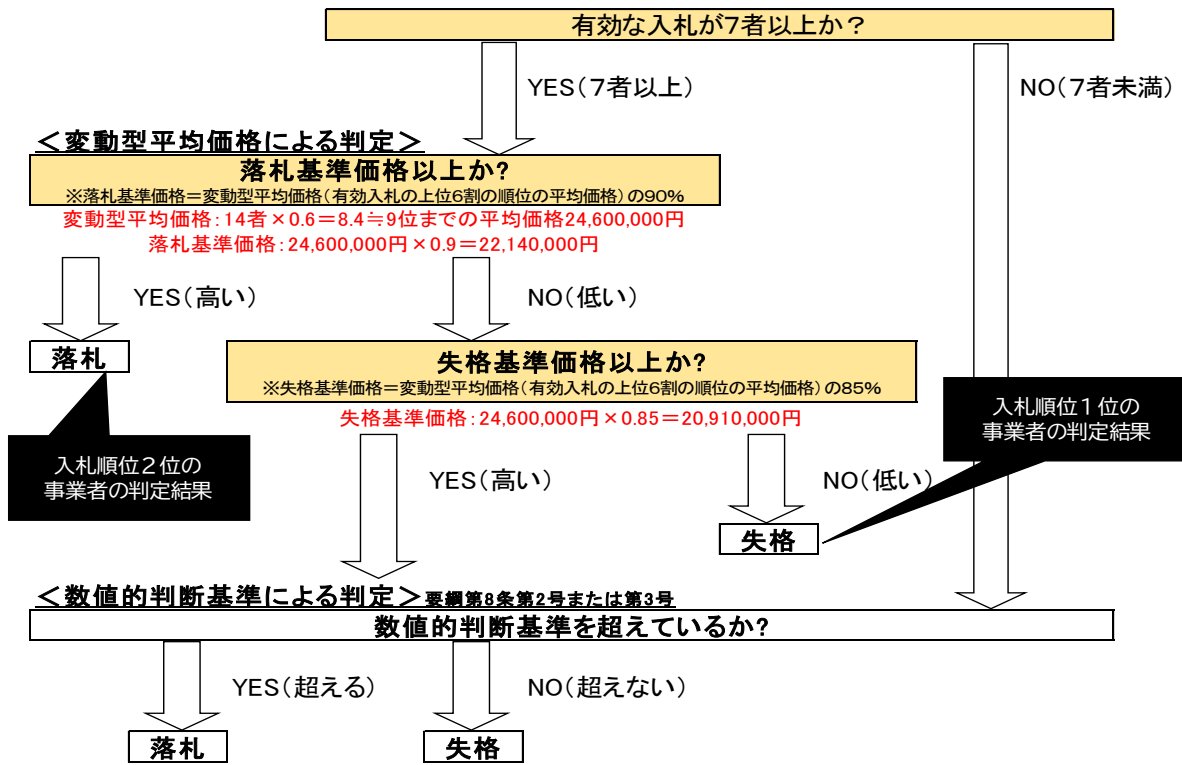 有効な入札が7者以上か？
YES（7者以上）
NO（7者未満）
＜変動型平均価格による判定＞
落札基準価格以上か?
※落札基準価格＝変動型平均価格（有効入札の上位6割の順位の平均価格）の90%
変動型平均価格：14者×0.6＝8.4≒9位までの平均価格24,600,000円
落札基準価格：24,600,000円×0.9＝22,140,000円
YES（高い）
NO（低い）
落札
失格基準価格以上か?
※失格基準価格＝変動型平均価格（有効入札の上位6割の順位の平均価格）の85%
失格基準価格：24,600,000円×0.85＝20,910,000円
入札順位１位の
事業者の判定結果
入札順位２位の
事業者の判定結果
YES（高い）
NO（低い）
失格
＜数値的判断基準による判定＞要綱第8条第2号または第3号
数値的判断基準を超えているか?
YES（超える）
NO（超えない）
落札
失格